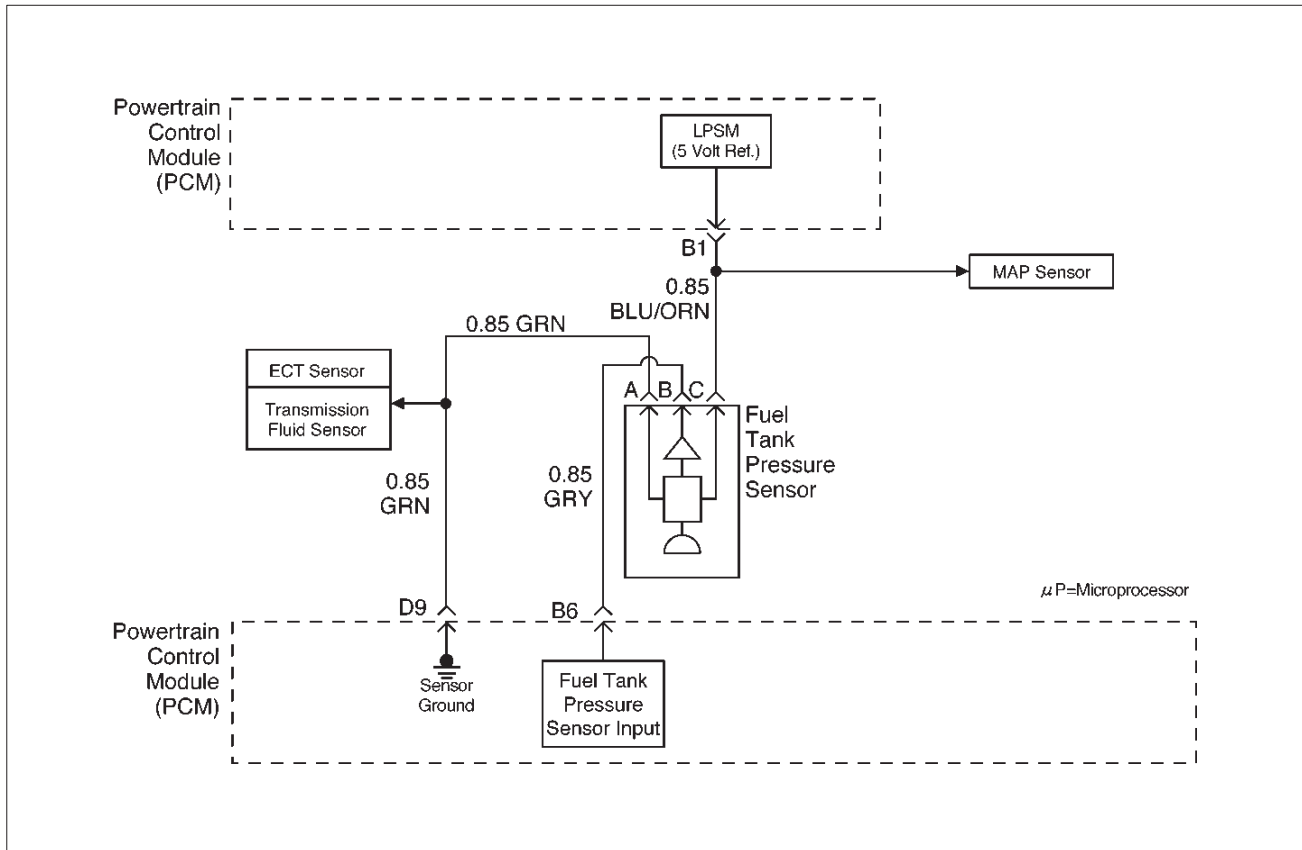 Powertrain
Control
Module
(PCM)
LPSM
(5 Volt Ref.)
B1
MAP Sensor
0.85
BLU/ORN
0.85 GRN
ECT Sensor
Transmission
Fluid Sensor
A
B
C
Fuel
Tank
Pressure
Sensor
0.85
GRN
0.85
GRY
μP=Microprocessor
D9
B6
Powertrain
Control
Module
(PCM)
Sensor
Ground
Fuel Tank
Pressure
Sensor Input